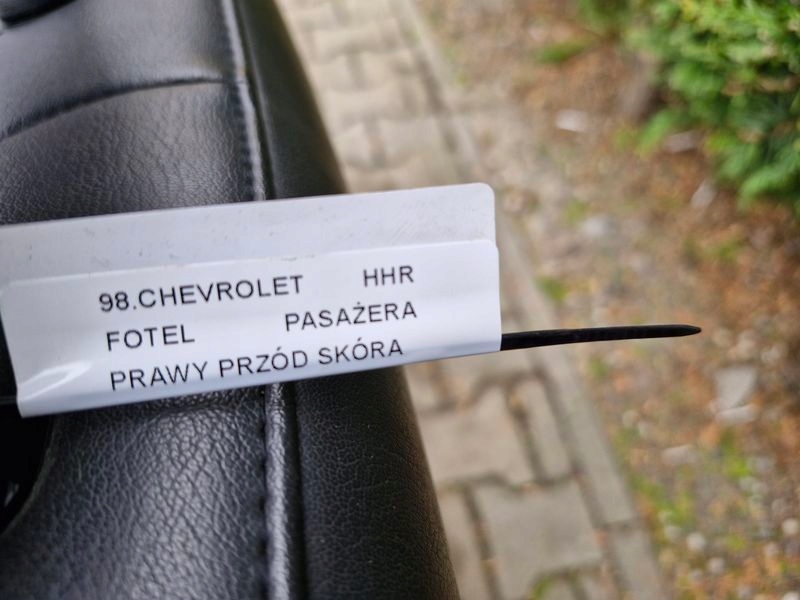 98.CHEVROLET HHR
FOTEL PASAŻERA
PRAWY PRZÓD SKÓRA